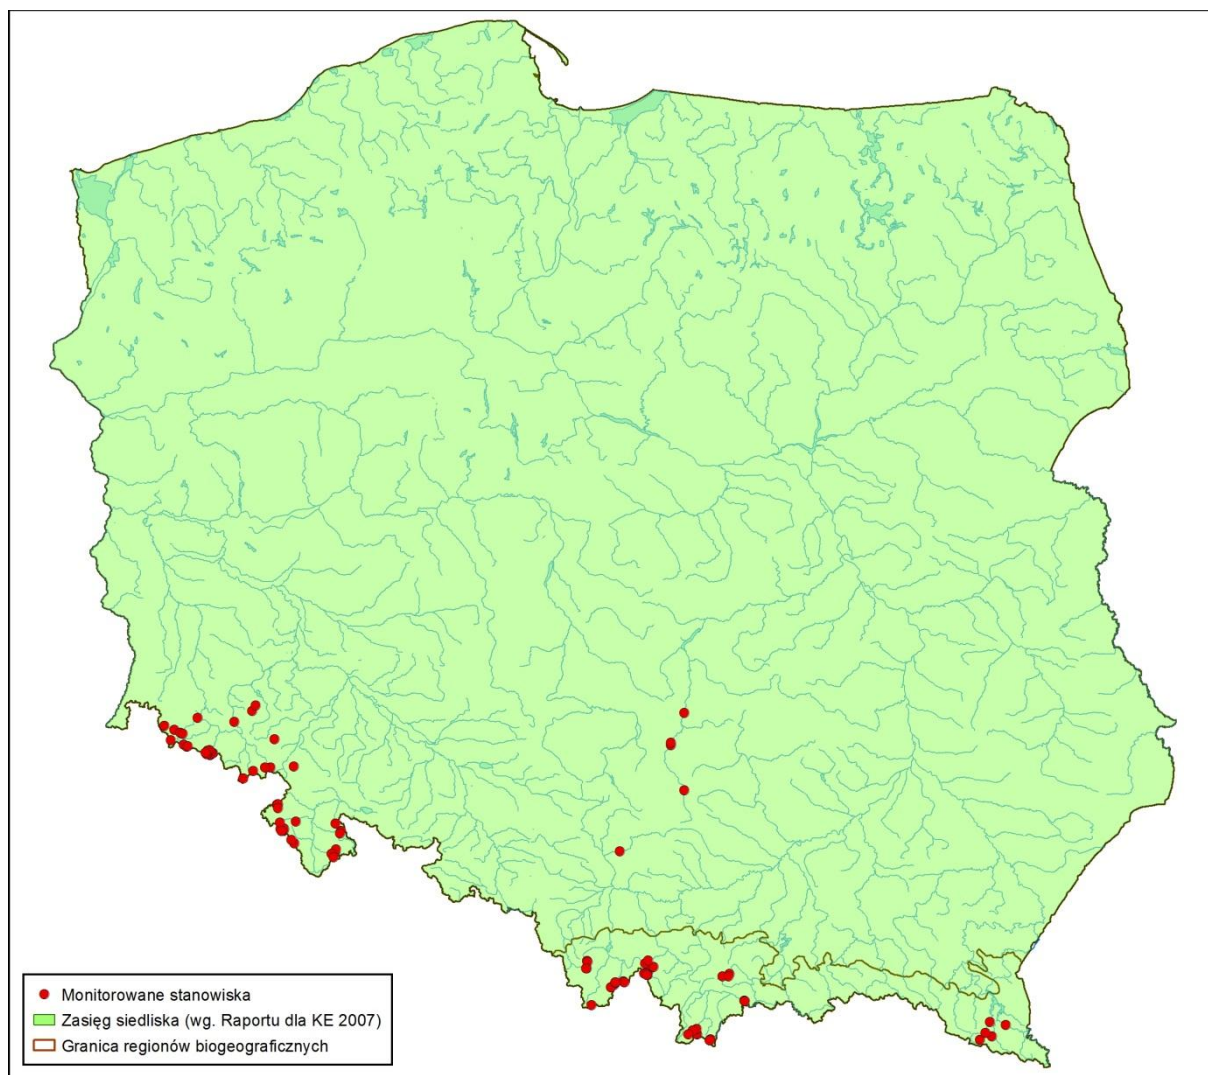 Monitorowane stanowiska
Zasięg siedliska (wg. Raportu dla KE 2007)
Granica regionów biogeograficznych